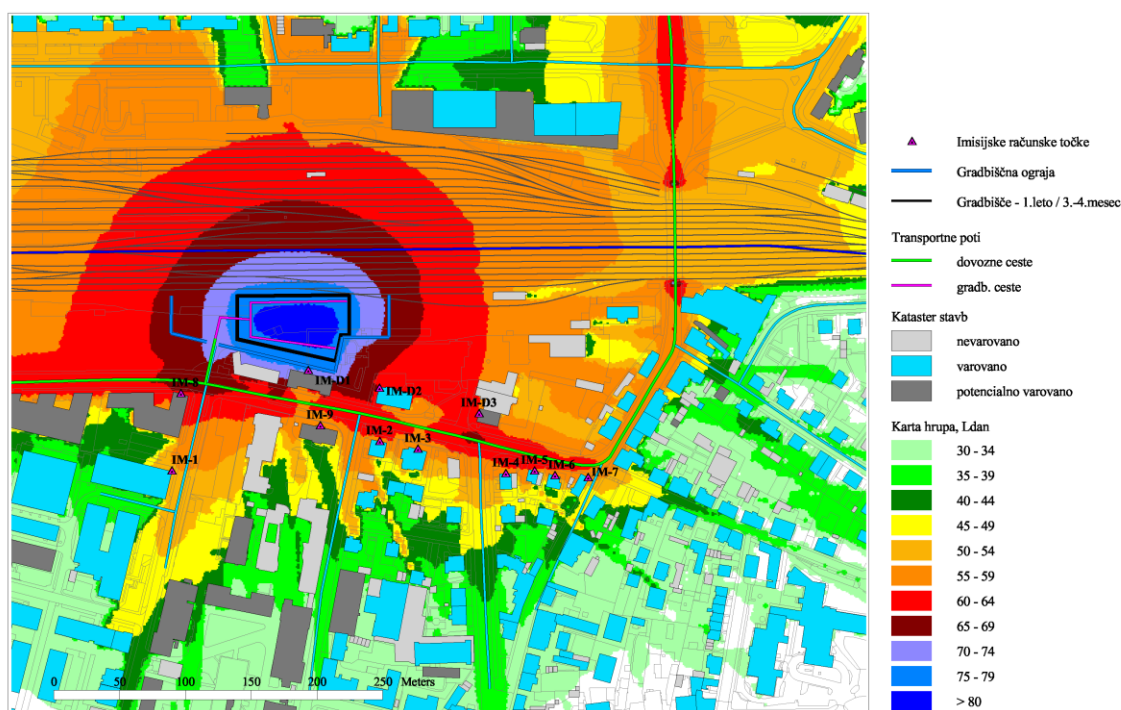 IM-8
IM-D1
IM-D2
IM-D3
IM-9
IM-2
IM-3
IM-1
IM-4
IM-5
IM-6
IM-7
0 50 100 150 200 250 Meters
Imisijske računske točke
Gradbiščna ograja
Gradbišče - 1.leto / 3.-4.mesec
Transportne poti
dovozne ceste
gradb. ceste
Kataster stavb
nevarovano
varovano
potencialno varovano
Karta hrupa, Ldan
30 - 34
35 - 39
40 - 44
45 - 49
50 - 54
55 - 59
60 - 64
65 - 69
70 - 74
75 - 79
> 80